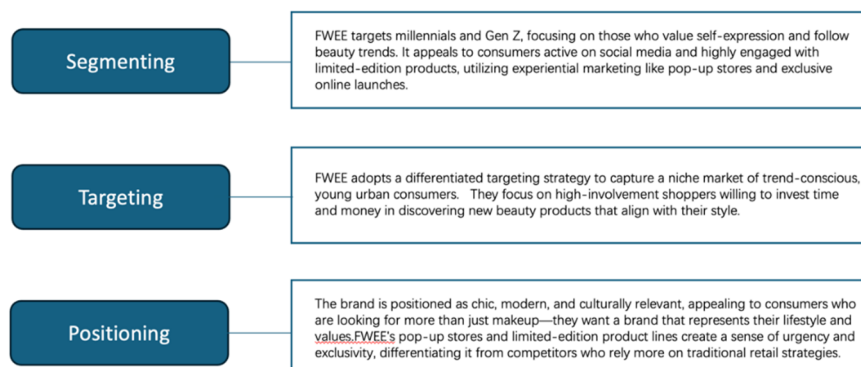 Segmenting
FWEE targets millennials and Gen Z, focusing on those who value self-expression and follow
beauty trends. It appeals to consumers active on social media and highly engaged with
limited-edition products, utilizing experiential marketing like pop-up stores and exclusive
online launches.
Targeting
FWEE adopts a differentiated targeting strategy to capture a niche market of trend-conscious,
young urban consumers.   They focus on high-involvement shoppers willing to invest time
and money in discovering new beauty products that align with their style.
Positioning
The brand is positioned as chic, modern, and culturally relevant, appealing to consumers who
are looking for more than just makeup—they want a brand that represents their lifestyle and
values.FWEE's pop-up stores and limited-edition product lines create a sense of urgency and
exclusivity, differentiating it from competitors who rely more on traditional retail strategies.